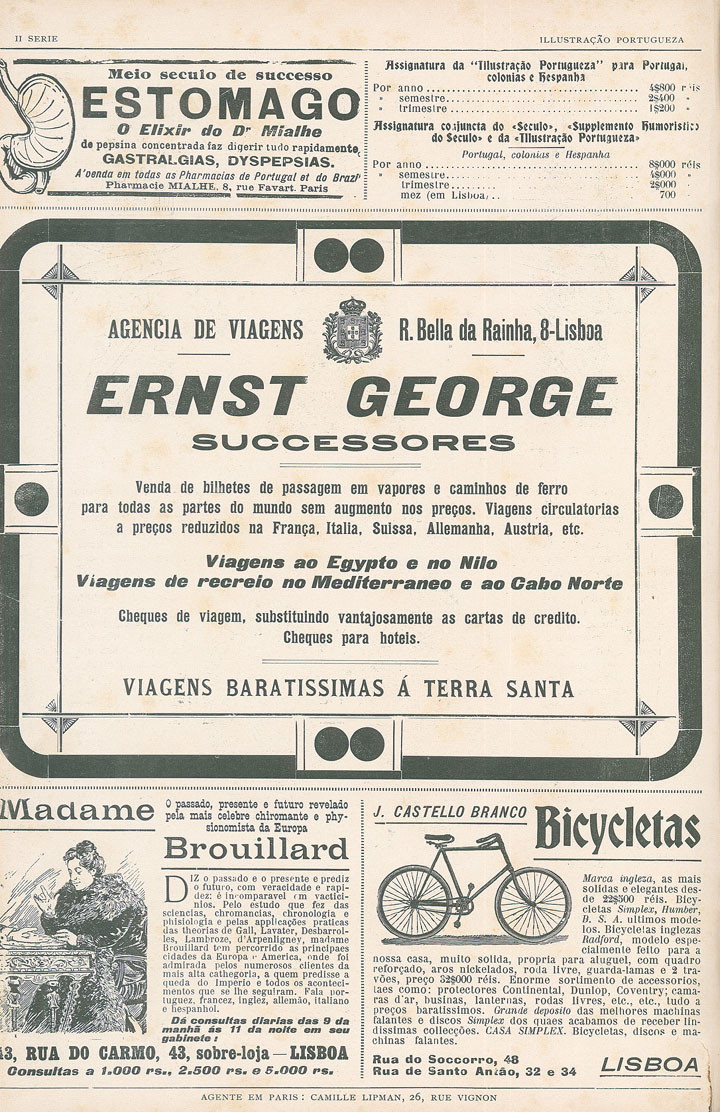 II SERIE
ILLUSTRAÇÃO PORTUGUEZA
Meio seculo de successo
ESTOMAGO
O Elixir do Dr Mialhe
de pepsina concentrada faz digerir tudo rapidamente,
GASTRALGIAS, DYSPEPSIAS.
A' venda em todas as Pharmacias de Portugal et do Brazil
Pharmacie MIALHE, 8, rue Favart. Paris
Assignatura da "Illustração Portugueza" para Portugal,
colonias e Hespanha
Por anno ........ 4$800 réis
" semestre ........ 2$400 "
" trimestre ........ 1$200 "
Assignatura conjuncta do «Seculo», «Supplemento Humoristico
do Seculo» e da «Illustração Portugueza»
Portugal, colonias e Hespanha
Por anno ........ 8$000 réis
" semestre ........ 4$000 "
trimestre ........ 2$000 "
mez (em Lisboa) .. 700 "
AGENCIA DE VIAGENS
R. Bella da Rainha, 8-Lisboa
ERNST GEORGE
SUCCESSORES
Venda de bilhetes de passagem em vapores e caminhos de ferro
para todas as partes do mundo sem augmento nos preços. Viagens circulatorias
a preços reduzidos na França, Italia, Suissa, Allemanha, Austria, etc.
Viagens ao Egypto e no Nilo
Viagens de recreio no Mediterraneo e ao Cabo Norte
Cheques de viagem, substituindo vantajosamente as cartas de credito.
Cheques para hoteis.
VIAGENS BARATISSIMAS Á TERRA SANTA
Madame
O passado, presente e futuro revelado
pela mais celebre chiromante e phy-
sionomista da Europa
Brouillard
DIZ o passado e o presente e prediz
o futuro, com veracidade e rapi-
dez: é incomparavel em vactici-
nios. Pelo estudo que fez das
sciencias, chromancias, chronologia e
phisiologia e pelas applicações praticas
das theorias de Gall, Lavater, Desbarrol-
les, Lambroze, d'Arpenligney, madame
Brouillard tem percorrido as principaes
cidades da Europa e America, onde foi
admirada pelos numerosos clientes da
mais alta cathegoria, a quem predisse a
queda do Imperio e todos os aconteci-
mentos que se lhe seguiram. Fala por-
tuguez, francez, inglez, allemão, italiano
e hespanhol.
Dá consultas diarias das 9 da
manhã ás 11 da noite em seu
gabinete:
43, RUA DO CARMO, 43, sobre-loja — LISBOA
Consultas a 1.000 rs., 2.500 rs. e 5.000 rs.
J. CASTELLO BRANCO
Bicycletas
Marca ingleza, as mais
solidas e elegantes des-
de 22$500 réis. Bicy-
cletas Simplex, Humber,
B. S. A. ultimos mode-
los. Bicycletas inglezas
Radford, modelo espe-
cialmente feito para a
nossa casa, muito solida, propria para aluguel, com quadro
reforçado, aros nickelados, roda livre, guarda-lamas e 2 tra-
vões, preço 32$000 réis. Enorme sortimento de accessorios,
taes como: protectores Continental, Dunlop, Coventry; cama-
ras d'ar, businas, lanternas, rodas livres, etc., etc., tudo a
preços baratissimos. Grande deposito das melhores machinas
falantes e discos Simplex dos quaes acabamos de receber lin-
dissimas collecções. CASA SIMPLEX. Bicycletas, discos e ma-
chinas falantes.
Rua do Soccorro, 48
Rua de Santo Antão, 32 e 34
LISBOA
AGENTE EM PARIS: CAMILLE LIPMAN, 26, RUE VIGNON